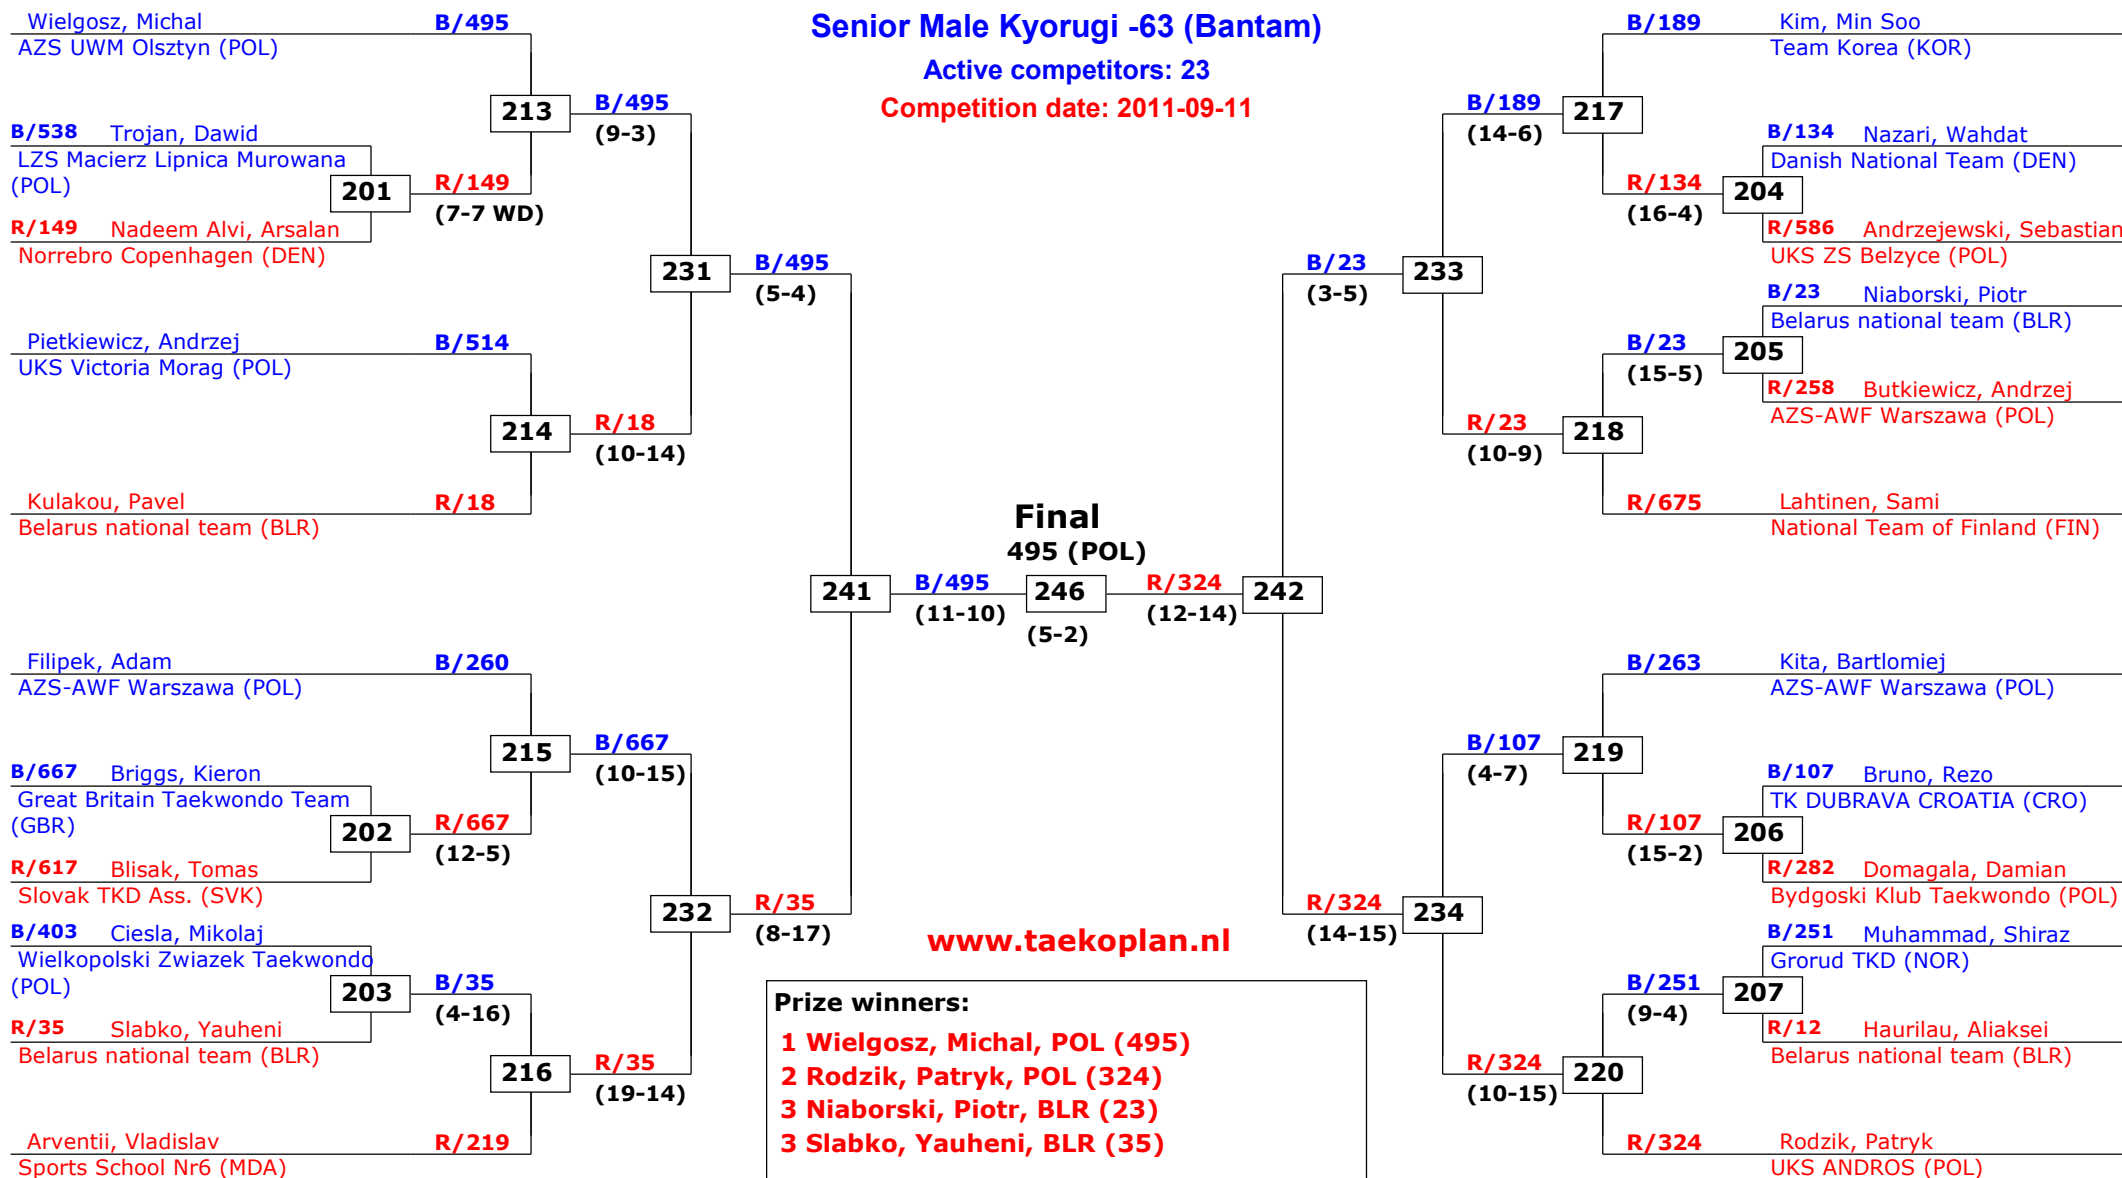 Senior Male Kyorugi -63 (Bantam)
Active competitors: 23
Competition date: 2011-09-11
Wielgosz, Michal B/495
AZS UWM Olsztyn (POL)
213
B/495
(9-3)
B/538 Trojan, Dawid
LZS Macierz Lipnica Murowana
(POL)
201
R/149
(7-7 WD)
R/149 Nadeem Alvi, Arsalan
Norrebro Copenhagen (DEN)
231
B/495
(5-4)
Pietkiewicz, Andrzej B/514
UKS Victoria Morag (POL)
214
R/18
(10-14)
Kulakou, Pavel R/18
Belarus national team (BLR)
241
B/495
(11-10)
Filipek, Adam B/260
AZS-AWF Warszawa (POL)
215
B/667
(10-15)
B/667 Briggs, Kieron
Great Britain Taekwondo Team
(GBR)
202
R/667
(12-5)
R/617 Blisak, Tomas
Slovak TKD Ass. (SVK)
232
R/35
(8-17)
B/403 Ciesla, Mikolaj
Wielkopolski Zwiazek Taekwondo
(POL)
203
B/35
(4-16)
R/35 Slabko, Yauheni
Belarus national team (BLR)
216
R/35
(19-14)
Arventii, Vladislav R/219
Sports School Nr6 (MDA)
Final
495 (POL)
246
(5-2)
B/189 Kim, Min Soo
Team Korea (KOR)
B/189
(14-6)
217
B/134 Nazari, Wahdat
Danish National Team (DEN)
R/134
(16-4)
204
R/586 Andrzejewski, Sebastian
UKS ZS Belzyce (POL)
B/23
(3-5)
233
B/23 Niaborski, Piotr
Belarus national team (BLR)
B/23
(15-5)
205
R/258 Butkiewicz, Andrzej
AZS-AWF Warszawa (POL)
R/23
(10-9)
218
R/675 Lahtinen, Sami
National Team of Finland (FIN)
R/324
(12-14)
242
B/263 Kita, Bartlomiej
AZS-AWF Warszawa (POL)
B/107
(4-7)
219
B/107 Bruno, Rezo
TK DUBRAVA CROATIA (CRO)
R/107
(15-2)
206
R/282 Domagala, Damian
Bydgoski Klub Taekwondo (POL)
R/324
(14-15)
234
B/251 Muhammad, Shiraz
Grorud TKD (NOR)
B/251
(9-4)
207
R/12 Haurilau, Aliaksei
Belarus national team (BLR)
R/324
(10-15)
220
R/324 Rodzik, Patryk
UKS ANDROS (POL)
www.taekoplan.nl
Prize winners:
1 Wielgosz, Michal, POL (495)
2 Rodzik, Patryk, POL (324)
3 Niaborski, Piotr, BLR (23)
3 Slabko, Yauheni, BLR (35)